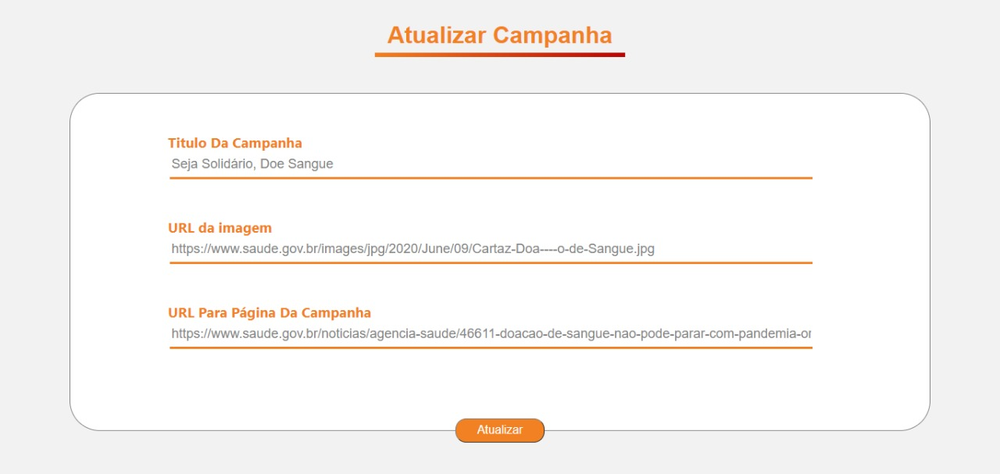 Atualizar Campanha
Titulo Da Campanha
Seja Solidário, Doe Sangue
URL da imagem
https://www.saude.gov.br/images/jpg/2020/June/09/Cartaz-Doa----o-de-Sangue.jpg
URL Para Página Da Campanha
https://www.saude.gov.br/noticias/agencia-saude/46611-doacao-de-sangue-nao-pode-parar-com-pandemia-or
Atualizar